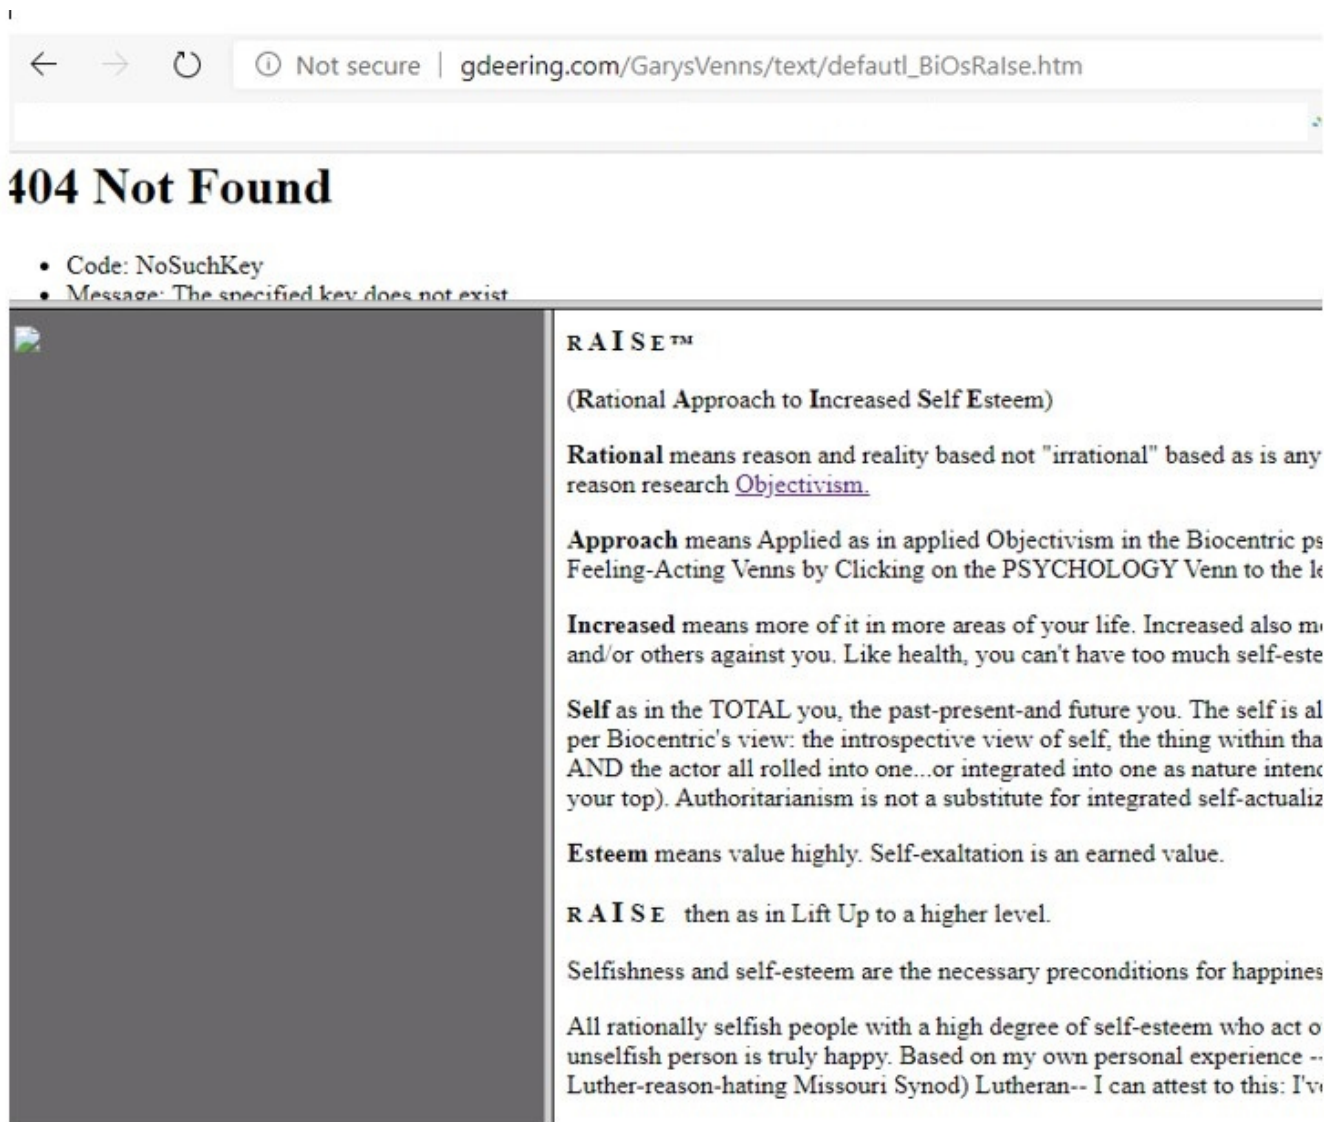 Not secure | gdeering.com/GarysVenns/text/defautl_BiOsRaIse.htm
404 Not Found
• Code: NoSuchKey
• Message: The specified key does not exist
R A I S E™
(Rational Approach to Increased Self Esteem)
Rational means reason and reality based not "irrational" based as is any
reason research Objectivism.
Approach means Applied as in applied Objectivism in the Biocentric ps
Feeling-Acting Venns by Clicking on the PSYCHOLOGY Venn to the le
Increased means more of it in more areas of your life. Increased also
and/or others against you. Like health, you can't have too much self-este
Self as in the TOTAL you, the past-present-and future you. The self is al
per Biocentric's view: the introspective view of self, the thing within tha
AND the actor all rolled into one...or integrated into one as nature inten
your top). Authoritarianism is not a substitute for integrated self-actualiz
Esteem means value highly. Self-exaltation is an earned value.
R A I S E then as in Lift Up to a higher level.
Selfishness and self-esteem are the necessary preconditions for happines
All rationally selfish people with a high degree of self-esteem who act o
unselfish person is truly happy. Based on my own personal experience --
Luther-reason-hating Missouri Synod) Lutheran-- I can attest to this: I'v